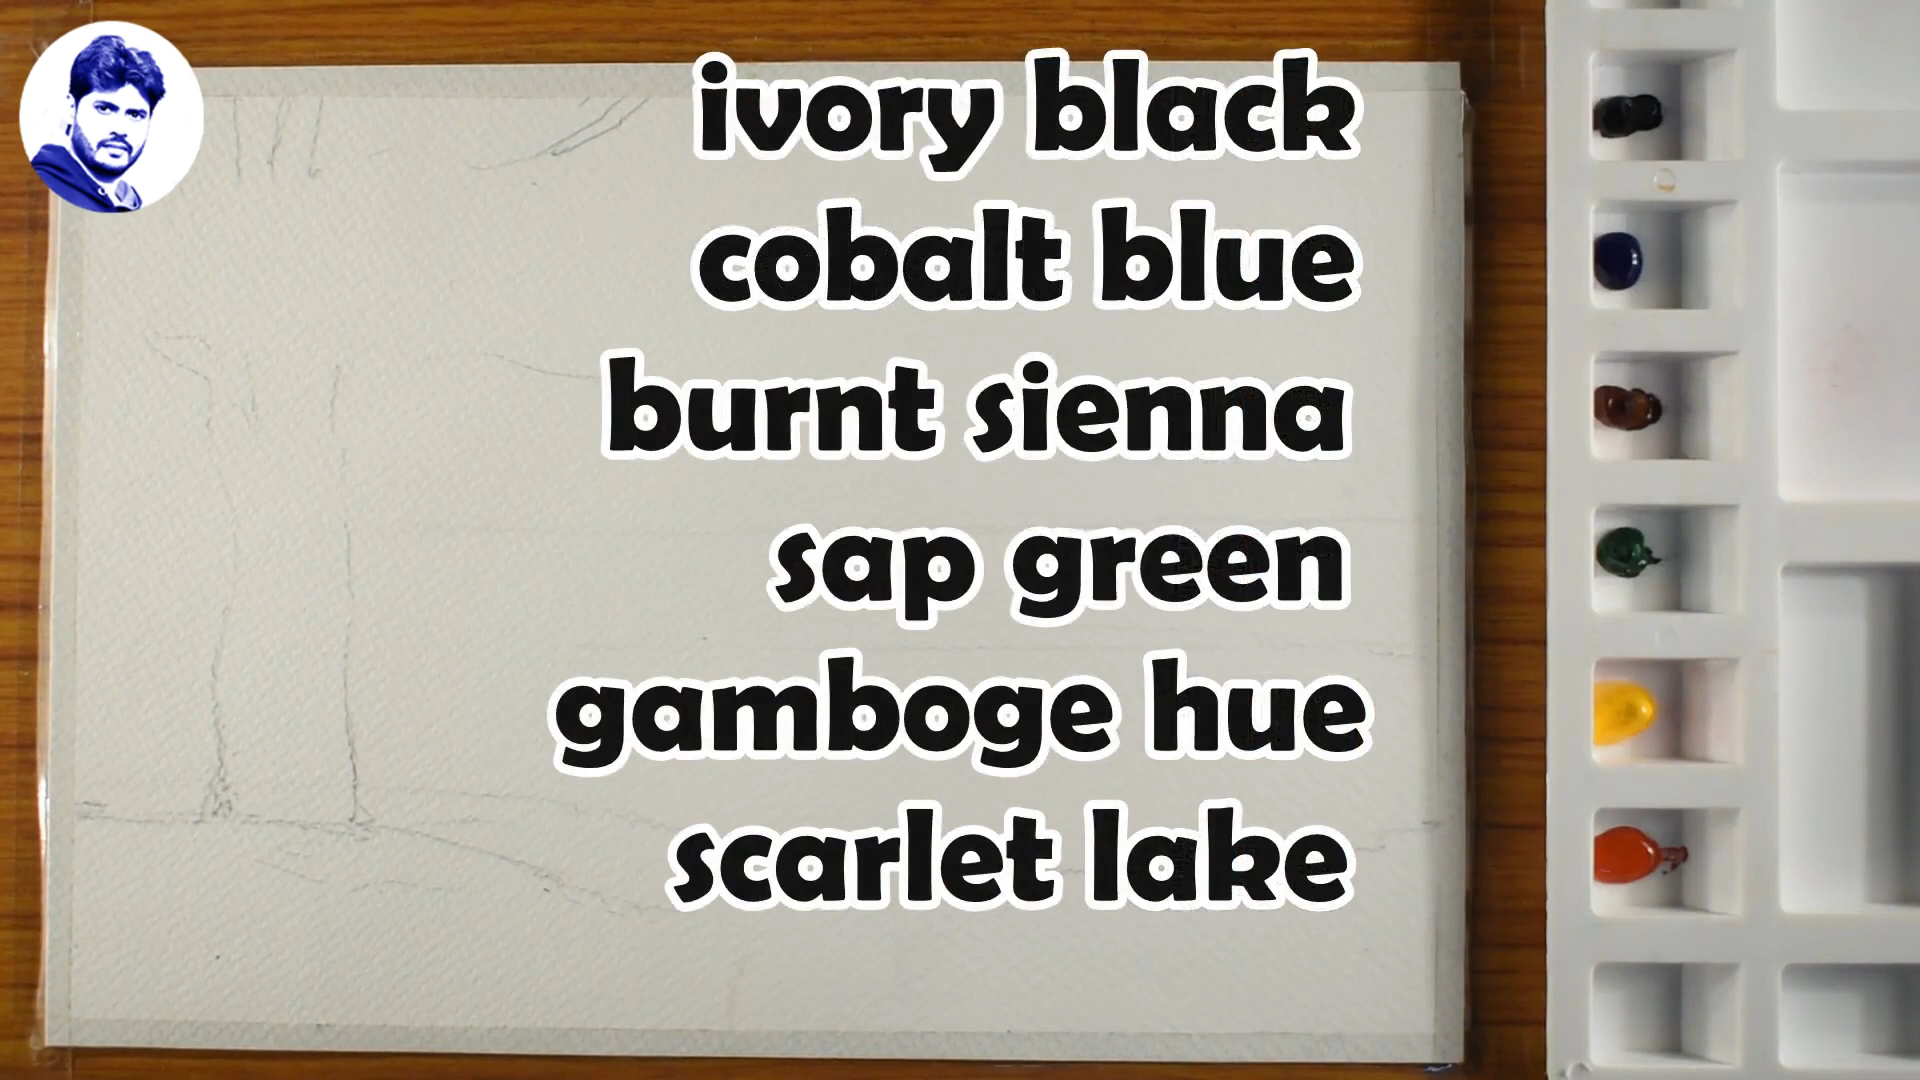 ivory black
cobalt blue
burnt sienna
sap green
gamboge hue
scarlet lake